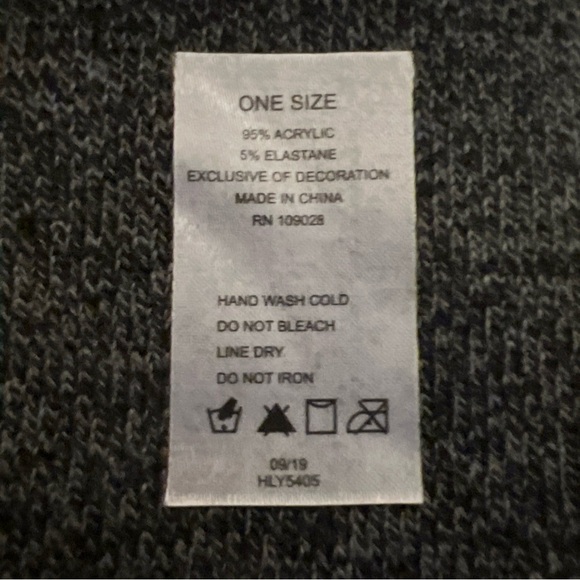 ONE SIZE
95% ACRYLIC
5% ELASTANE
EXCLUSIVE OF DECORATION
MADE IN CHINA
RN 109028
HAND WASH COLD
DO NOT BLEACH
LINE DRY
DO NOT IRON
09/19
HLY5405